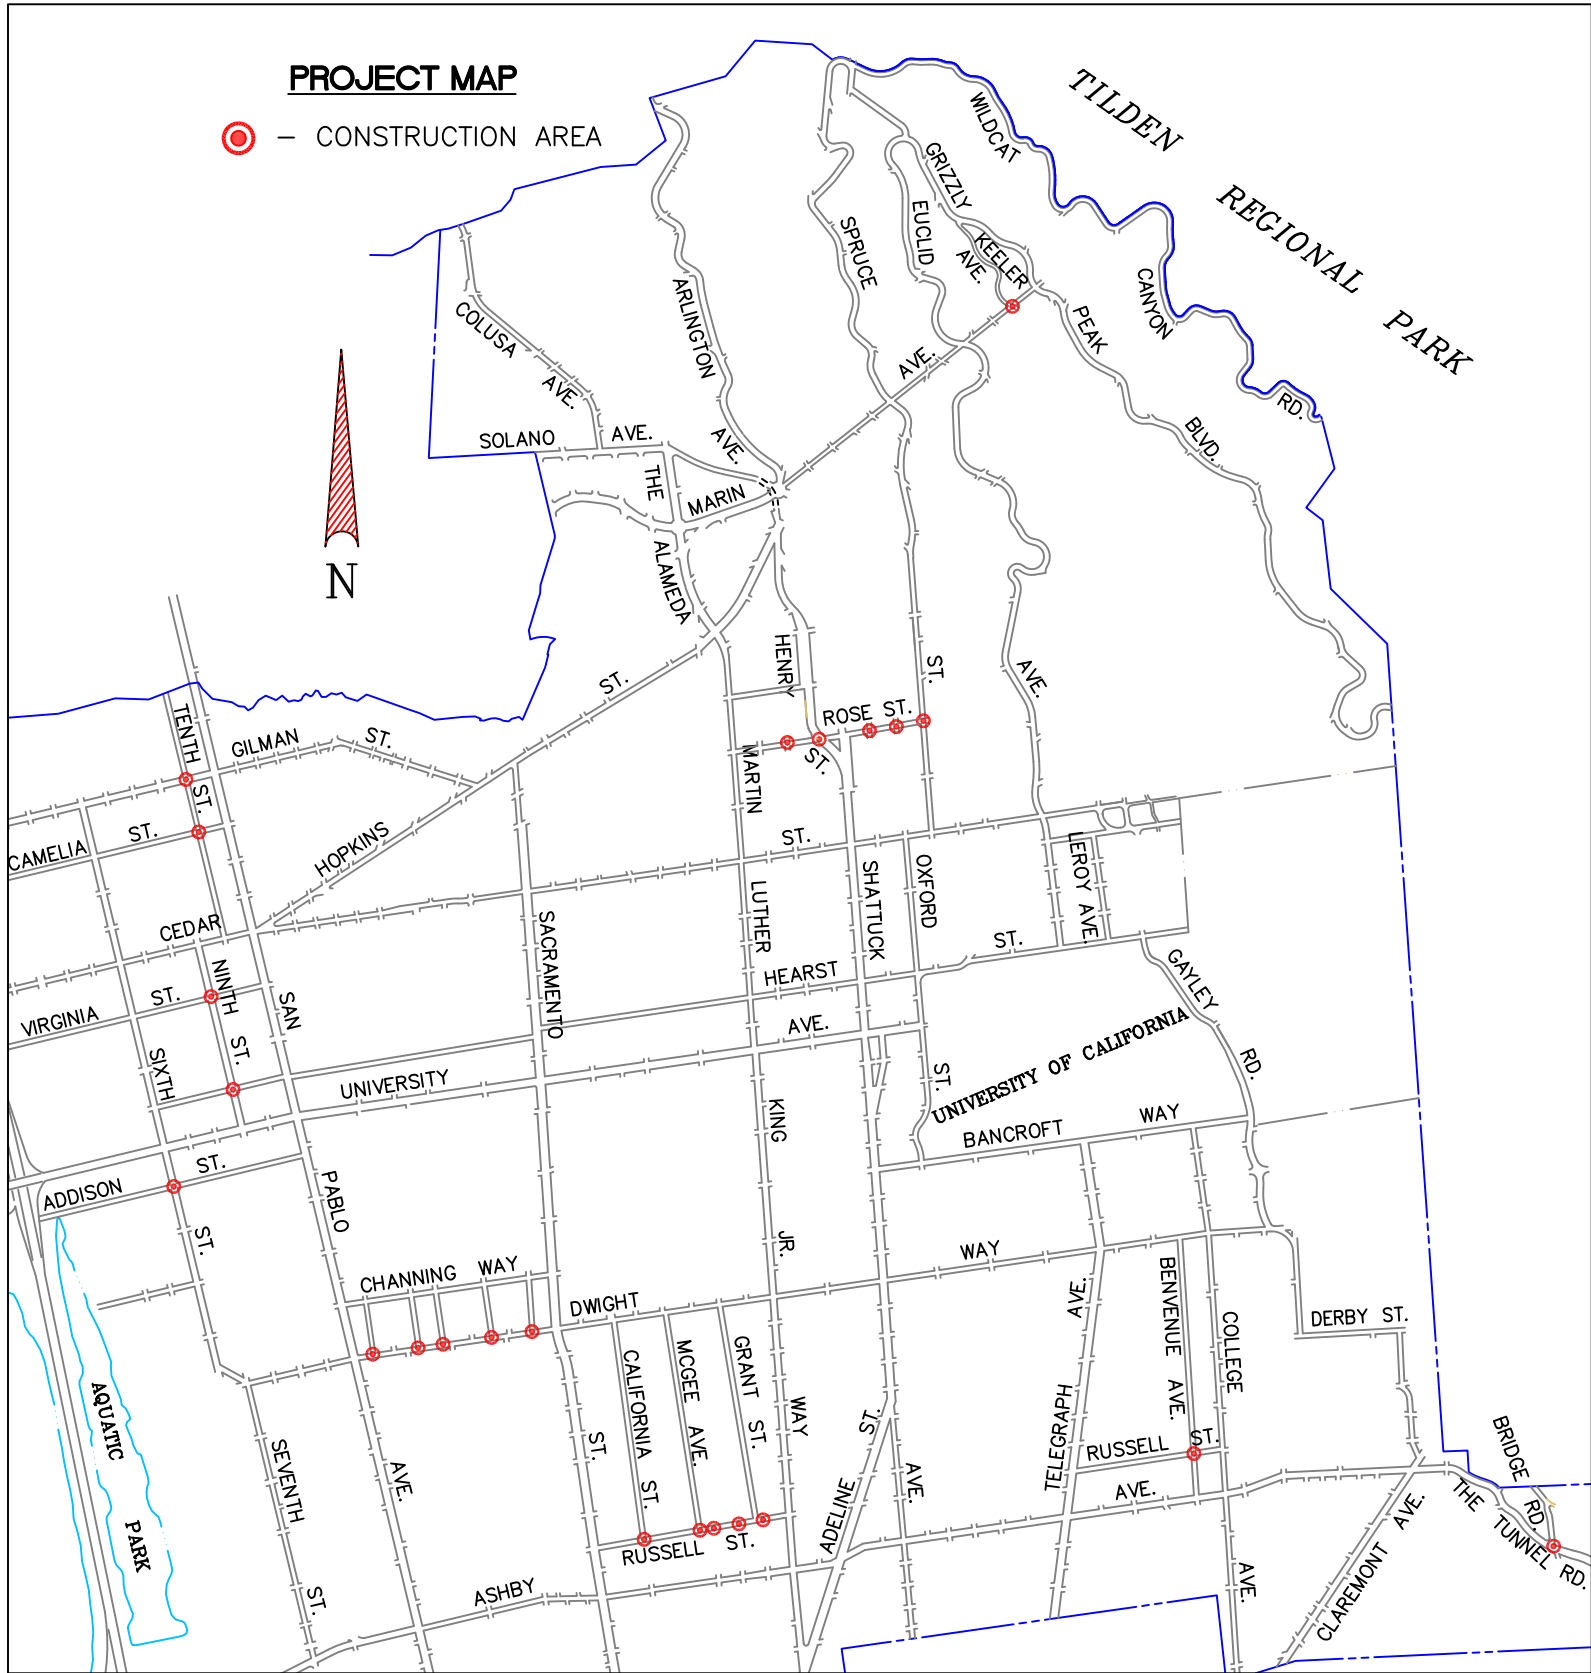 PROJECT MAP
- CONSTRUCTION AREA
TILDEN
REGIONAL
PARK
WILDCAT
CANYON
RD.
GRIZZLY
PEAK
BLVD.
EUCLID
AVE.
KEELER
AVE.
SPRUCE
ST.
ARLINGTON
AVE.
COLUSA
AVE.
SOLANO
AVE.
THE
ALAMEDA
MARIN
AVE.
N
HENRY
ST.
ROSE ST.
TENTH
ST.
GILMAN
ST.
CAMELIA
ST.
HOPKINS
ST.
MARTIN
LUTHER
KING
JR.
WAY
CEDAR
ST.
SACRAMENTO
ST.
SHATTUCK
AVE.
OXFORD
ST.
LEROY AVE.
HEARST
ST.
AVE.
GAYLEY
RD.
VIRGINIA
ST.
NINTH
ST.
SAN
PABLO
AVE.
SIXTH
ST.
UNIVERSITY
UNIVERSITY OF CALIFORNIA
BANCROFT
WAY
ADDISON
ST.
CHANNING
WAY
DWIGHT
WAY
BENVENUE
AVE.
COLLEGE
AVE.
DERBY ST.
AQUATIC
PARK
SEVENTH
ST.
CALIFORNIA
ST.
MCGEE
AVE.
GRANT
ST.
ADELINE
ST.
TELEGRAPH
AVE.
RUSSELL
ST.
RUSSELL
ST.
ASHBY
AVE.
CLAREMONT
AVE.
THE
TUNNEL
RD.
BRIDGE
RD.